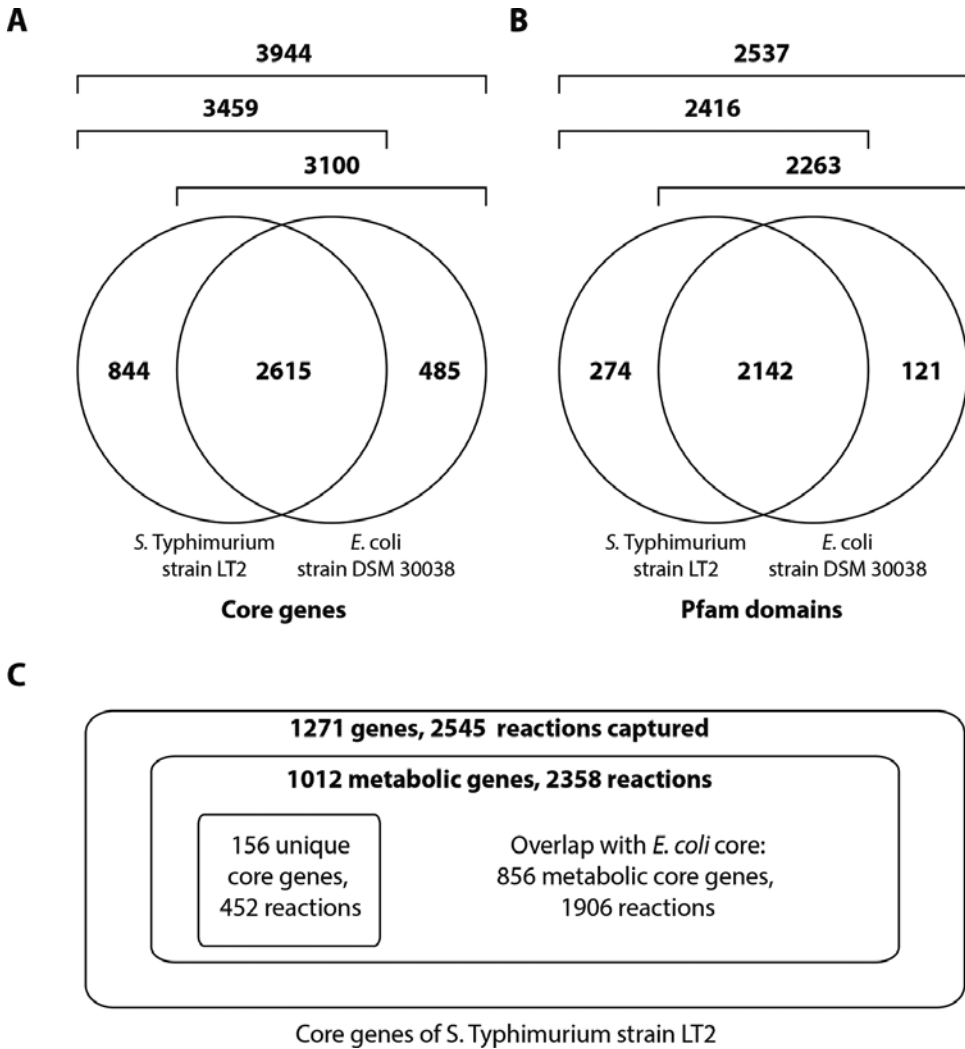 A
3944
3459
3100
844
2615
485
S. Typhimurium
strain LT2
E. coli
strain DSM 30038
Core genes
B
2537
2416
2263
274
2142
121
S. Typhimurium
strain LT2
E. coli
strain DSM 30038
Pfam domains
C
1271 genes, 2545 reactions captured
1012 metabolic genes, 2358 reactions
156 unique
core genes,
452 reactions
Overlap with E. coli core:
856 metabolic core genes,
1906 reactions
Core genes of S. Typhimurium strain LT2